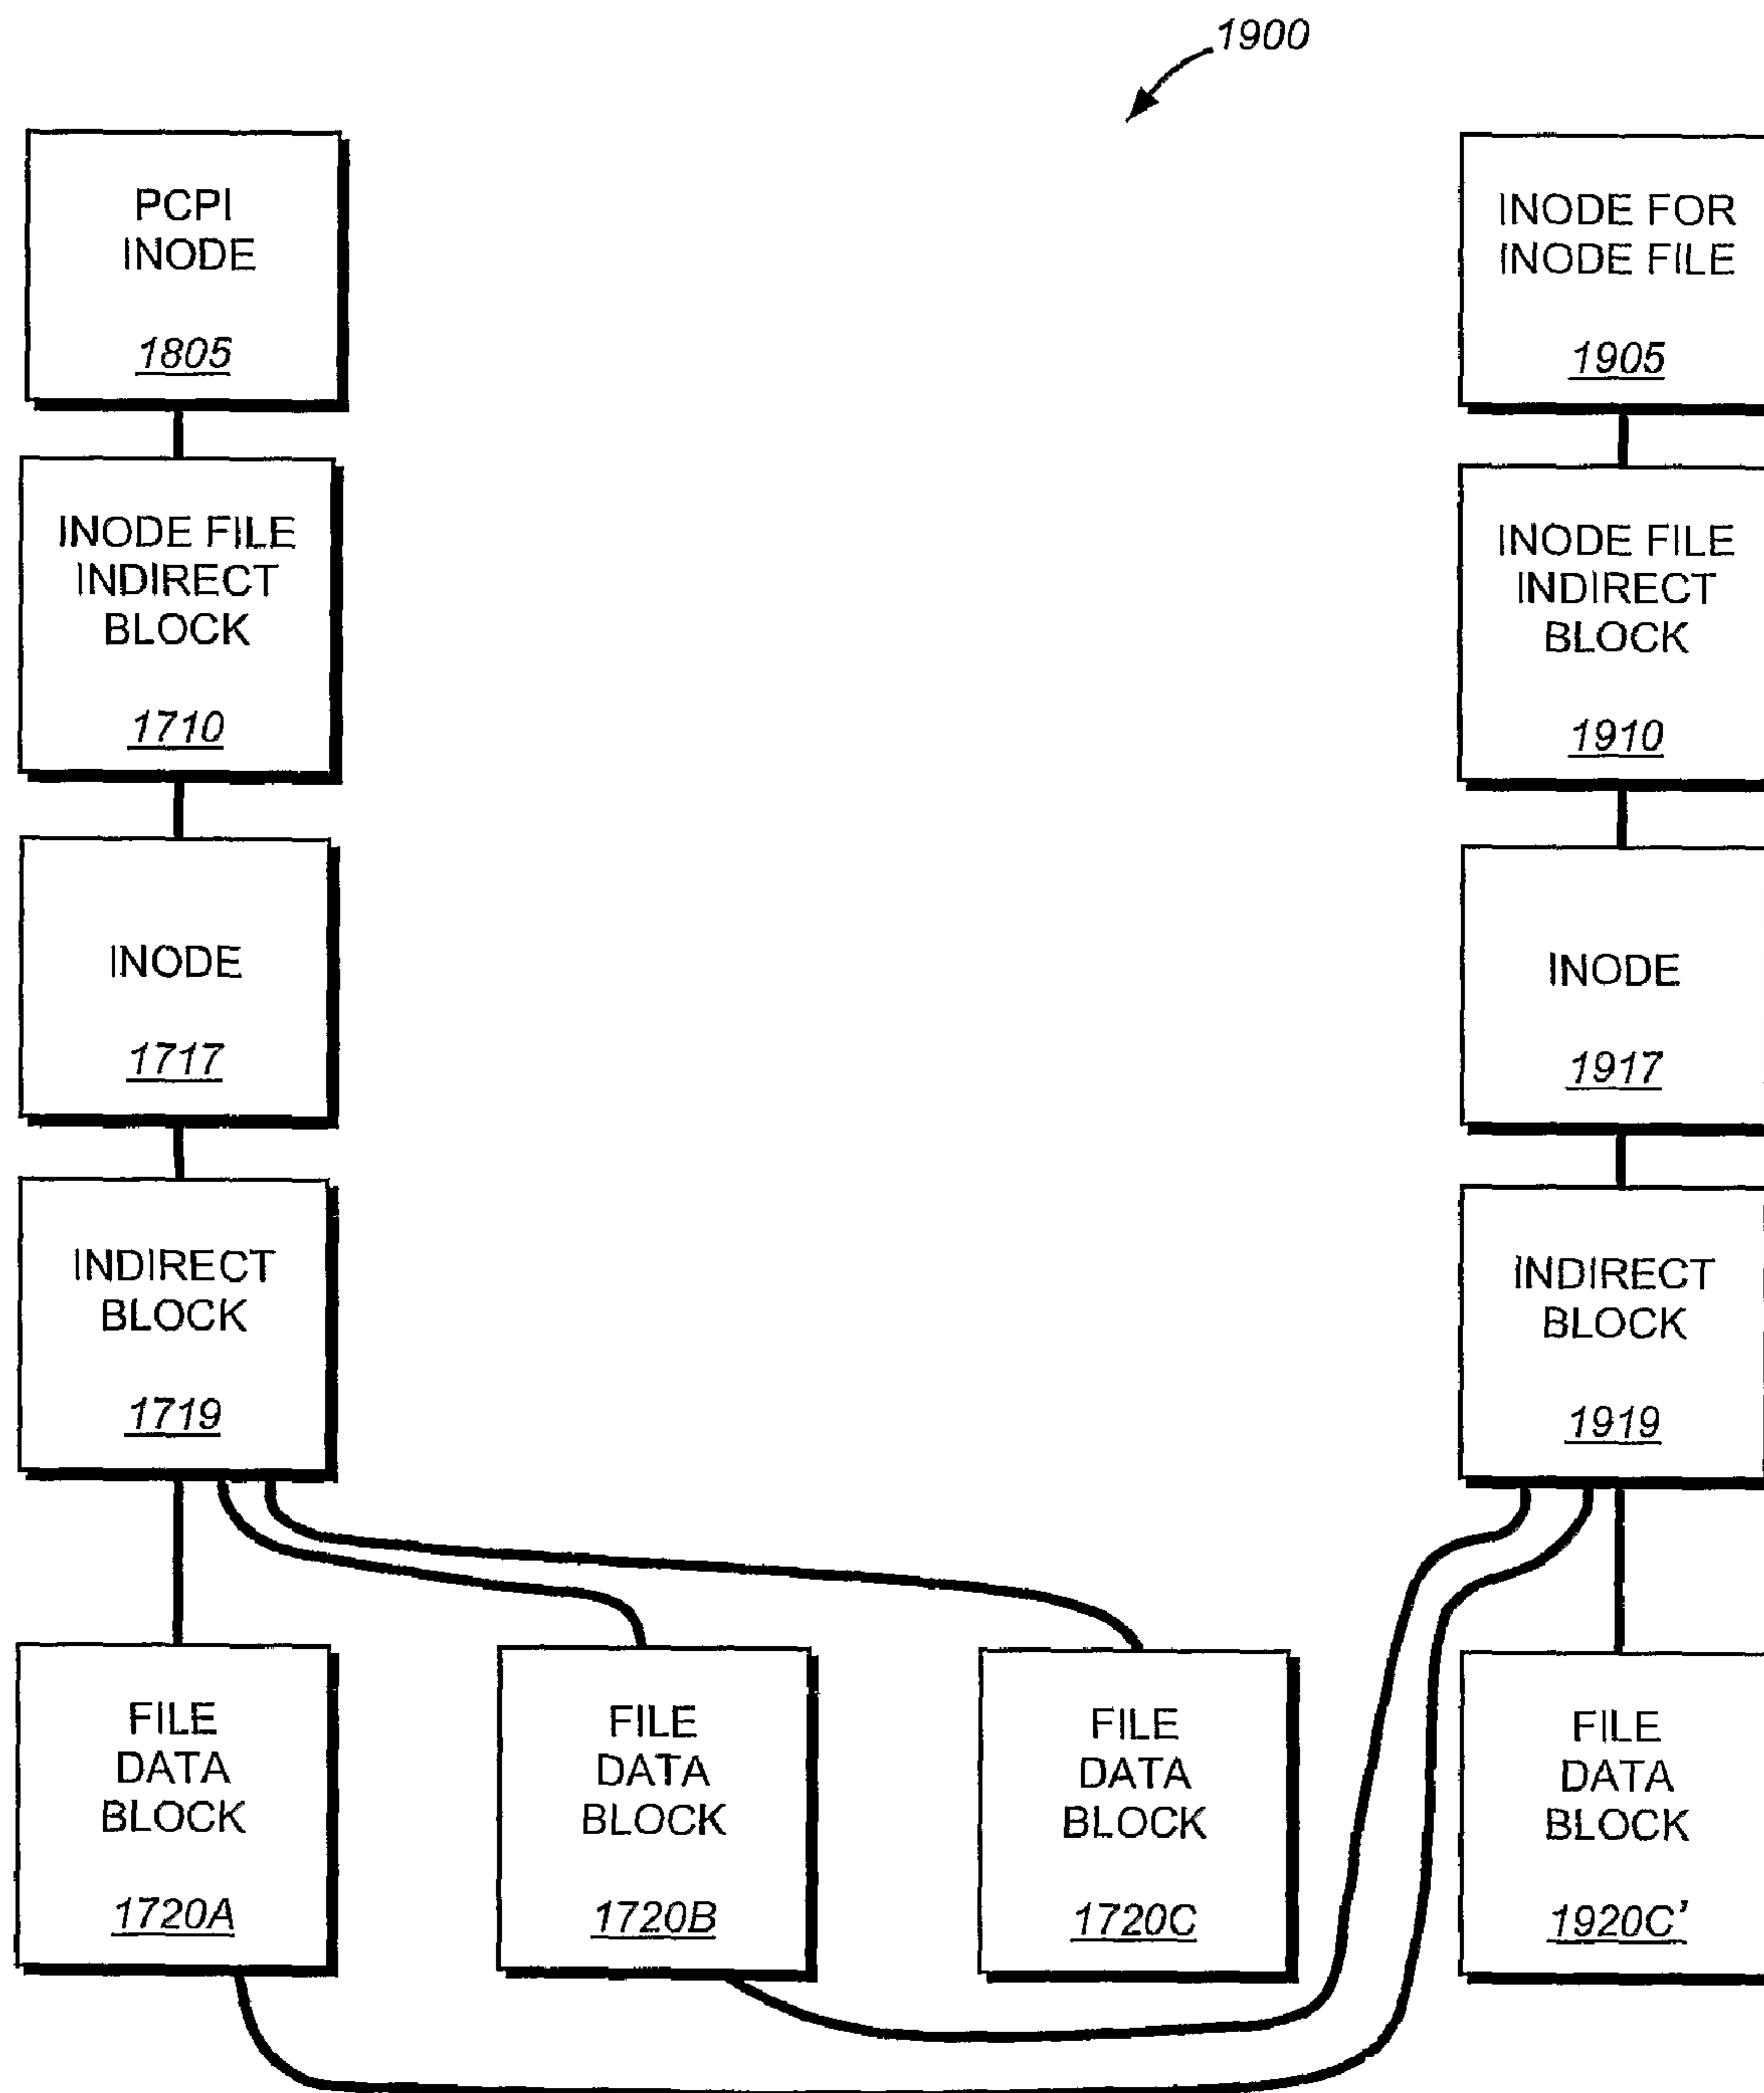 1900
PCPI
INODE
1805
INODE FOR
INODE FILE
1905
INODE FILE
INDIRECT
BLOCK
1710
INODE FILE
INDIRECT
BLOCK
1910
INODE
1717
INODE
1917
INDIRECT
BLOCK
1719
INDIRECT
BLOCK
1919
FILE
DATA
BLOCK
1720A
FILE
DATA
BLOCK
1720B
FILE
DATA
BLOCK
1720C
FILE
DATA
BLOCK
1920C'